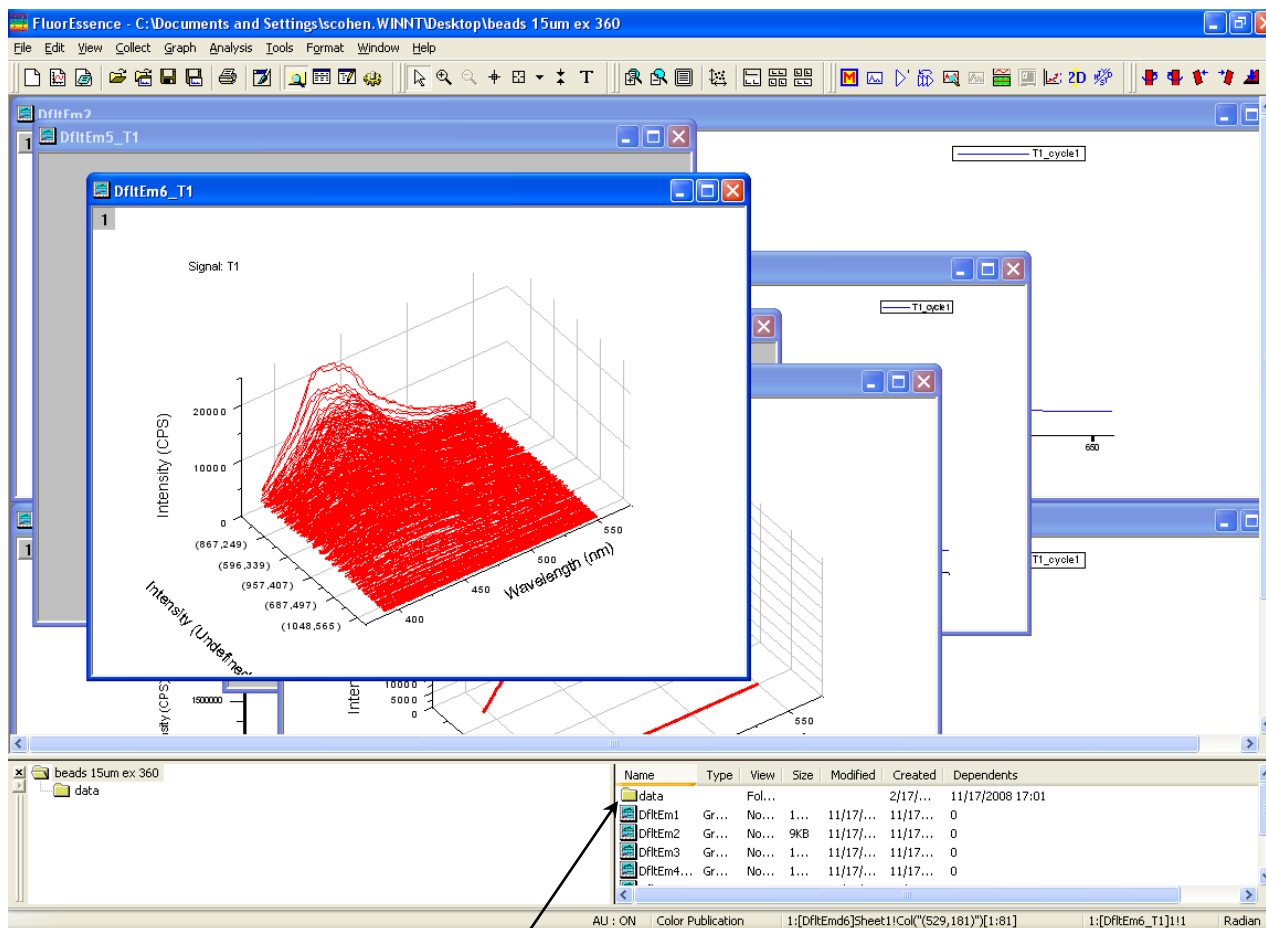 FluorEssence - C:\Documents and Settings\scohen.WINNT\Desktop\beads 15um ex 360
File Edit View Collect Graph Analysis Tools Format Window Help
T M 2D
DfltEm2
1
DfltEm5_T1
T1_cycle1
DfltEm6_T1
1
Signal: T1
T1_cycle1
20000
10000
0
Intensity (CPS)
(867,249)
(596,339)
(957,407)
(687,497)
(1048,565)
Intensity (Undefined
400
450
500
550
Wavelength (nm)
650
1
T1_cycle1
1500000
10000
5000
0
550
beads 15um ex 360
data
Name Type View Size Modified Created Dependents
data Fol... 2/17/... 11/17/2008 17:01
DfltEm1 Gr... No... 1... 11/17/... 11/17... 0
DfltEm2 Gr... No... 9KB 11/17/... 11/17... 0
DfltEm3 Gr... No... 1... 11/17/... 11/17... 0
DfltEm4... Gr... No... 1... 11/17/... 11/17... 0
AU : ON Color Publication 1:[DfltEmd6]Sheet1!Col("(529,181)")[1:81] 1:[DfltEm6_T1]1!1 Radian